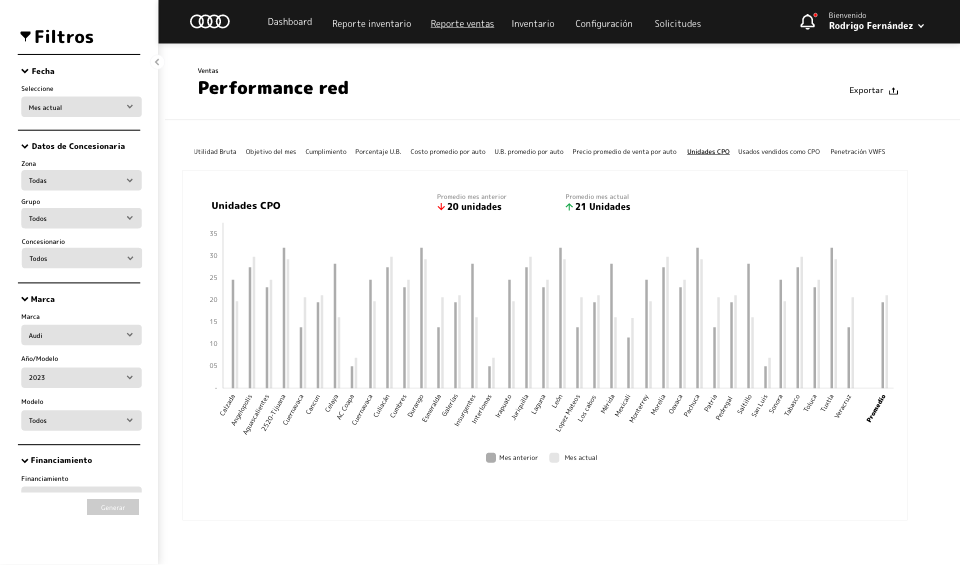 Dashboard
Reporte inventario
Reporte ventas
Inventario
Configuración
Solicitudes
Bienvenido
Rodrigo Fernández
Filtros
Fecha
Seleccione
Mes actual
Datos de Concesionaria
Zona
Todas
Grupo
Todos
Concesionario
Todos
Marca
Marca
Audi
Año/Modelo
2023
Modelo
Todos
Financiamiento
Financiamiento
Generar
Ventas
Performance red
Exportar
Utilidad Bruta
Objetivo del mes
Cumplimiento
Porcentaje U.B.
Costo promedio por auto
U.B. promedio por auto
Precio promedio de venta por auto
Unidades CPO
Usados vendidos como CPO
Penetración VWFS
Unidades CPO
Promedio mes anterior
20 unidades
Promedio mes actual
21 Unidades
35
30
25
20
15
10
05
-
Calzada
Angelopolis
Aguascalientes
2520-Tijuana
Cuernavaca
Cancun
Celaya
AC Coapa
Cuernavaca
Culiacán
Cumbres
Durango
Esmeralda
Galerías
Insurgentes
Interlomas
Irapuato
Juriquilla
Laguna
León
Lopez Mateos
Los cabos
Mérida
Mexicali
Monterrey
Morelia
Oaxaca
Pachuca
Patria
Pedregal
Saltillo
San Luis
Sonora
Tabasco
Toluca
Tuxtla
Veracruz
Promedio
Mes anterior
Mes actual